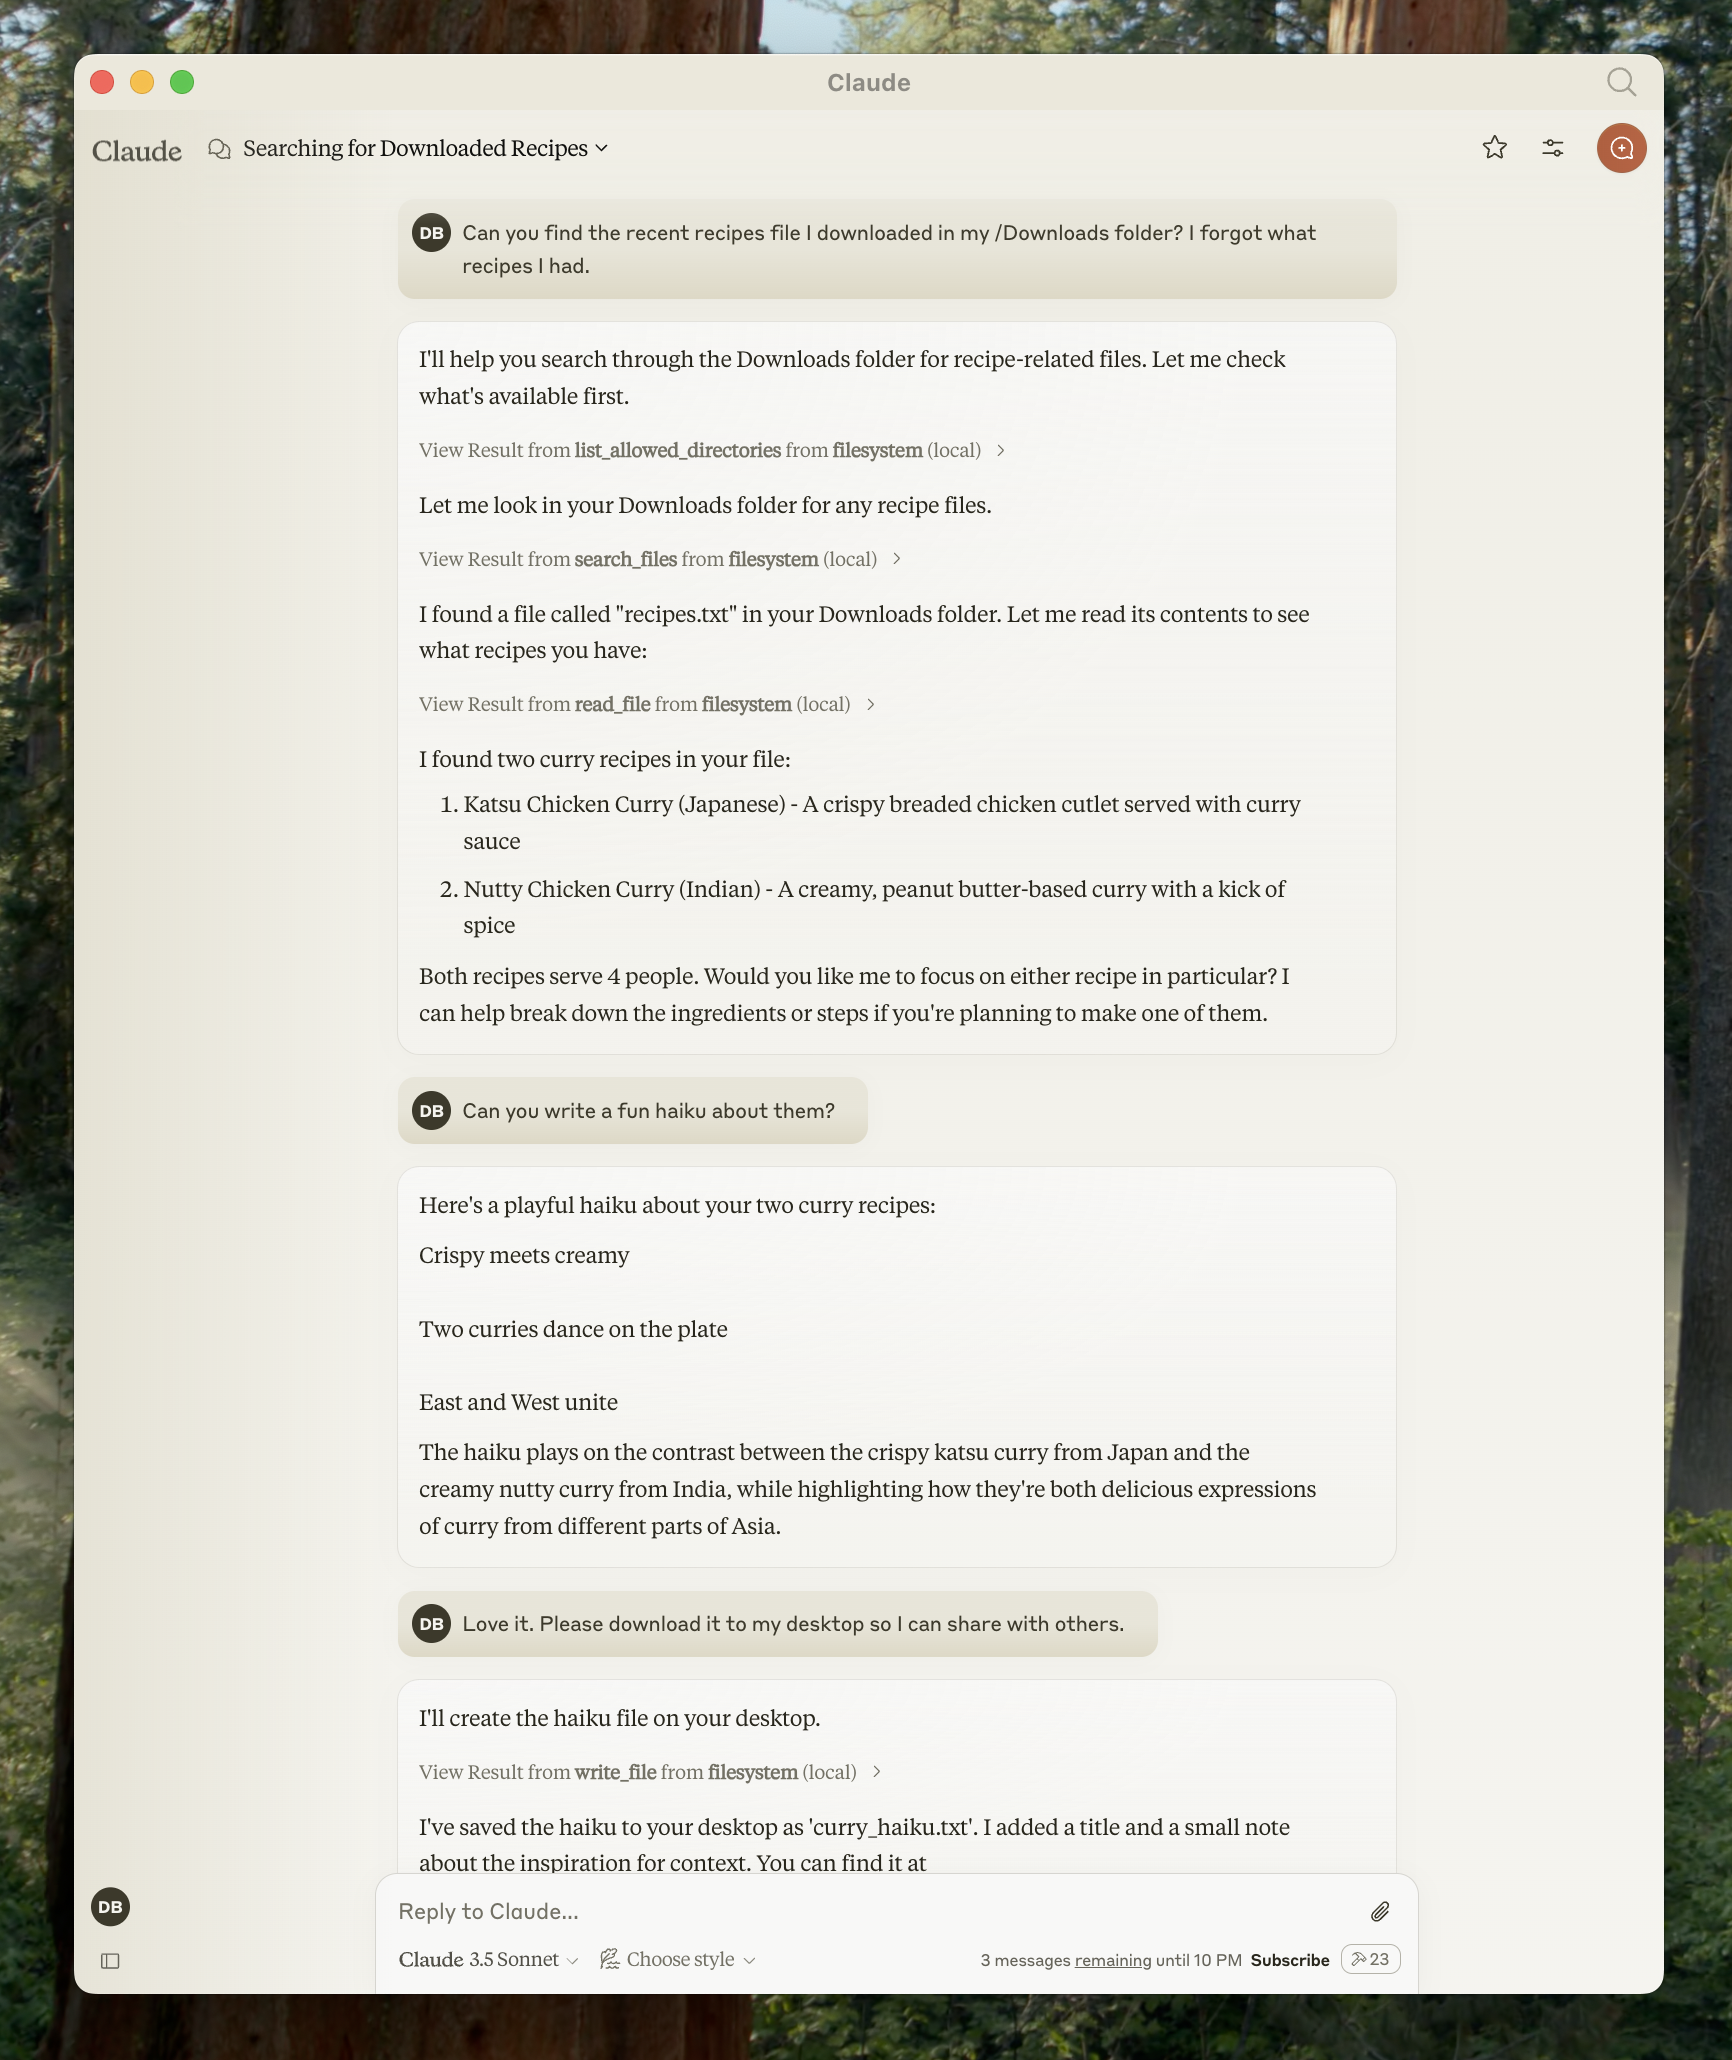 Claude
Claude
Searching for Downloaded Recipes
DB
Can you find the recent recipes file I downloaded in my /Downloads folder? I forgot what
recipes I had.
I'll help you search through the Downloads folder for recipe-related files. Let me check
what's available first.
View Result from list_allowed_directories from filesystem (local)
Let me look in your Downloads folder for any recipe files.
View Result from search_files from filesystem (local)
I found a file called "recipes.txt" in your Downloads folder. Let me read its contents to see
what recipes you have:
View Result from read_file from filesystem (local)
I found two curry recipes in your file:
1. Katsu Chicken Curry (Japanese) - A crispy breaded chicken cutlet served with curry
sauce
2. Nutty Chicken Curry (Indian) - A creamy, peanut butter-based curry with a kick of
spice
Both recipes serve 4 people. Would you like me to focus on either recipe in particular? I
can help break down the ingredients or steps if you're planning to make one of them.
DB
Can you write a fun haiku about them?
Here's a playful haiku about your two curry recipes:
Crispy meets creamy
Two curries dance on the plate
East and West unite
The haiku plays on the contrast between the crispy katsu curry from Japan and the
creamy nutty curry from India, while highlighting how they're both delicious expressions
of curry from different parts of Asia.
DB
Love it. Please download it to my desktop so I can share with others.
I'll create the haiku file on your desktop.
View Result from write_file from filesystem (local)
I've saved the haiku to your desktop as 'curry_haiku.txt'. I added a title and a small note
about the inspiration for context. You can find it at
DB
Reply to Claude...
Claude 3.5 Sonnet
Choose style
3 messages remaining until 10 PM Subscribe
23